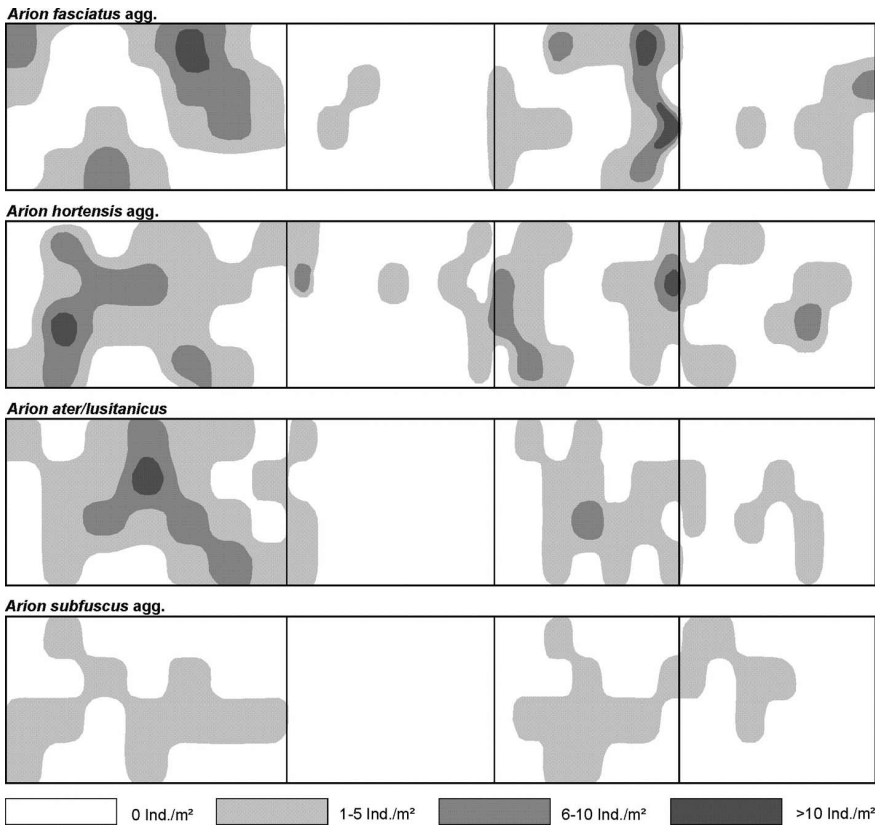 Arion fasciatus agg.
Arion hortensis agg.
Arion ater/lusitanicus
Arion subfuscus agg.
0 Ind./m² 1-5 Ind./m² 6-10 Ind./m² >10 Ind./m²